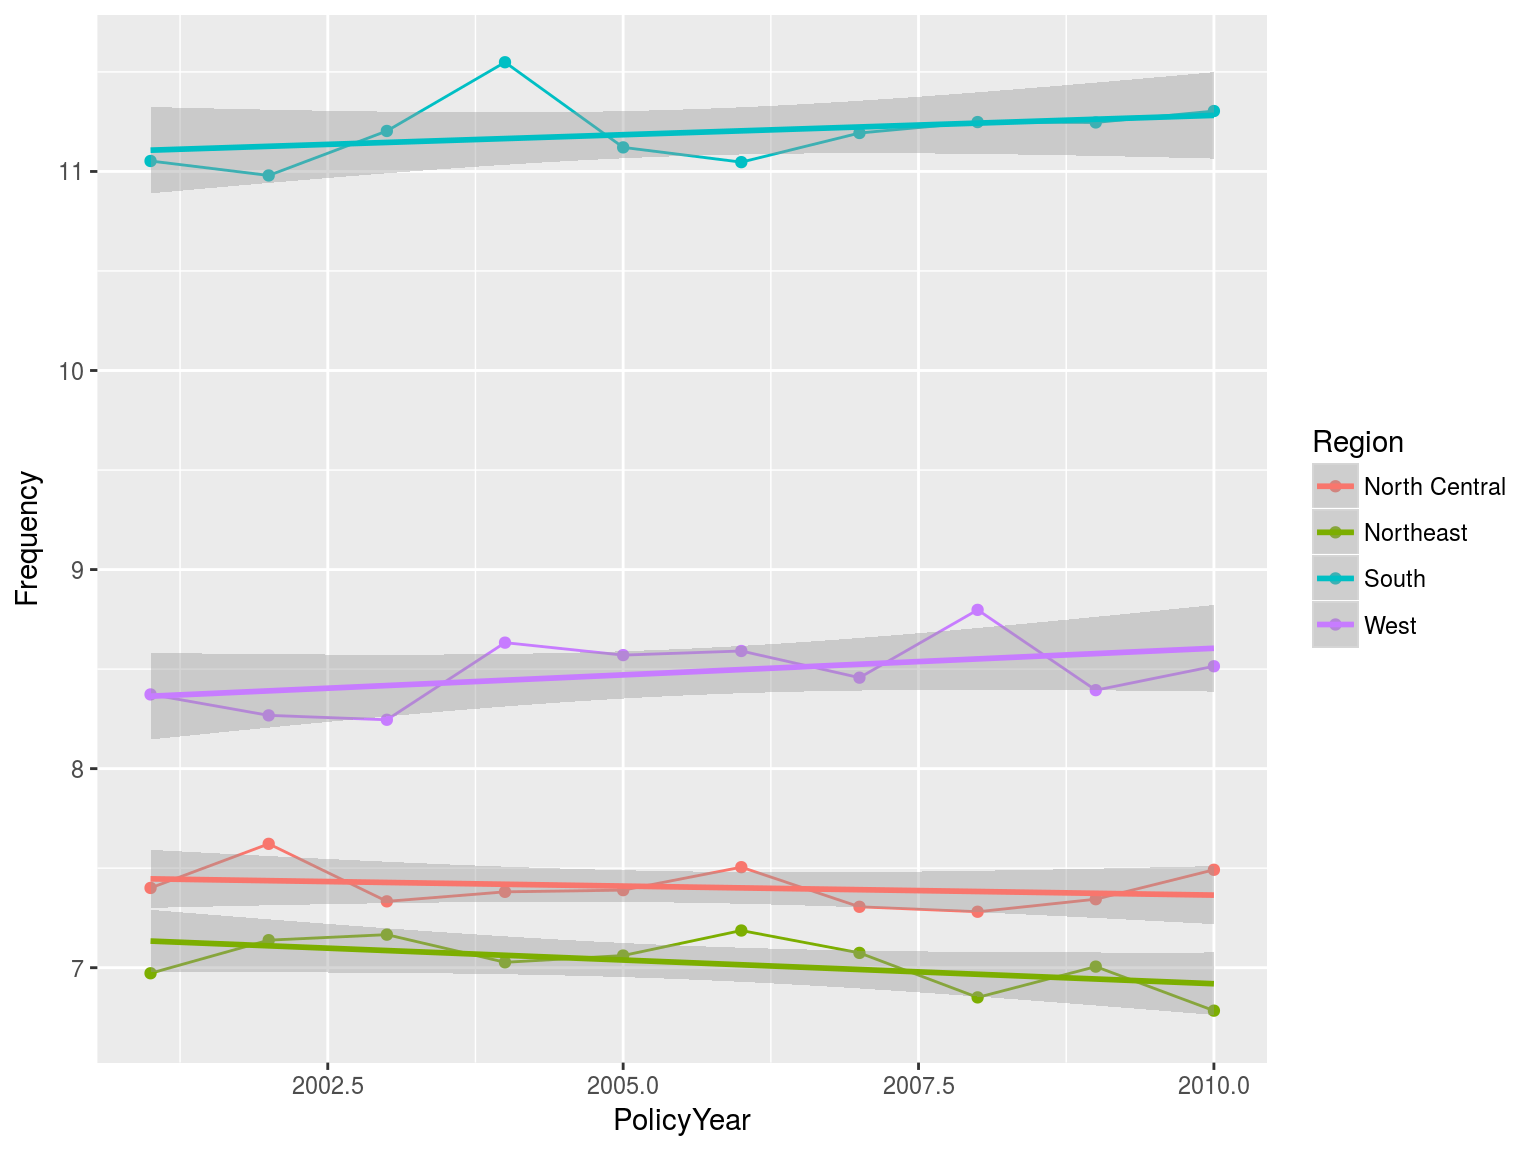 11
10
9
8
7
Frequency
2002.5
2005.0
2007.5
2010.0
PolicyYear
Region
North Central
Northeast
South
West